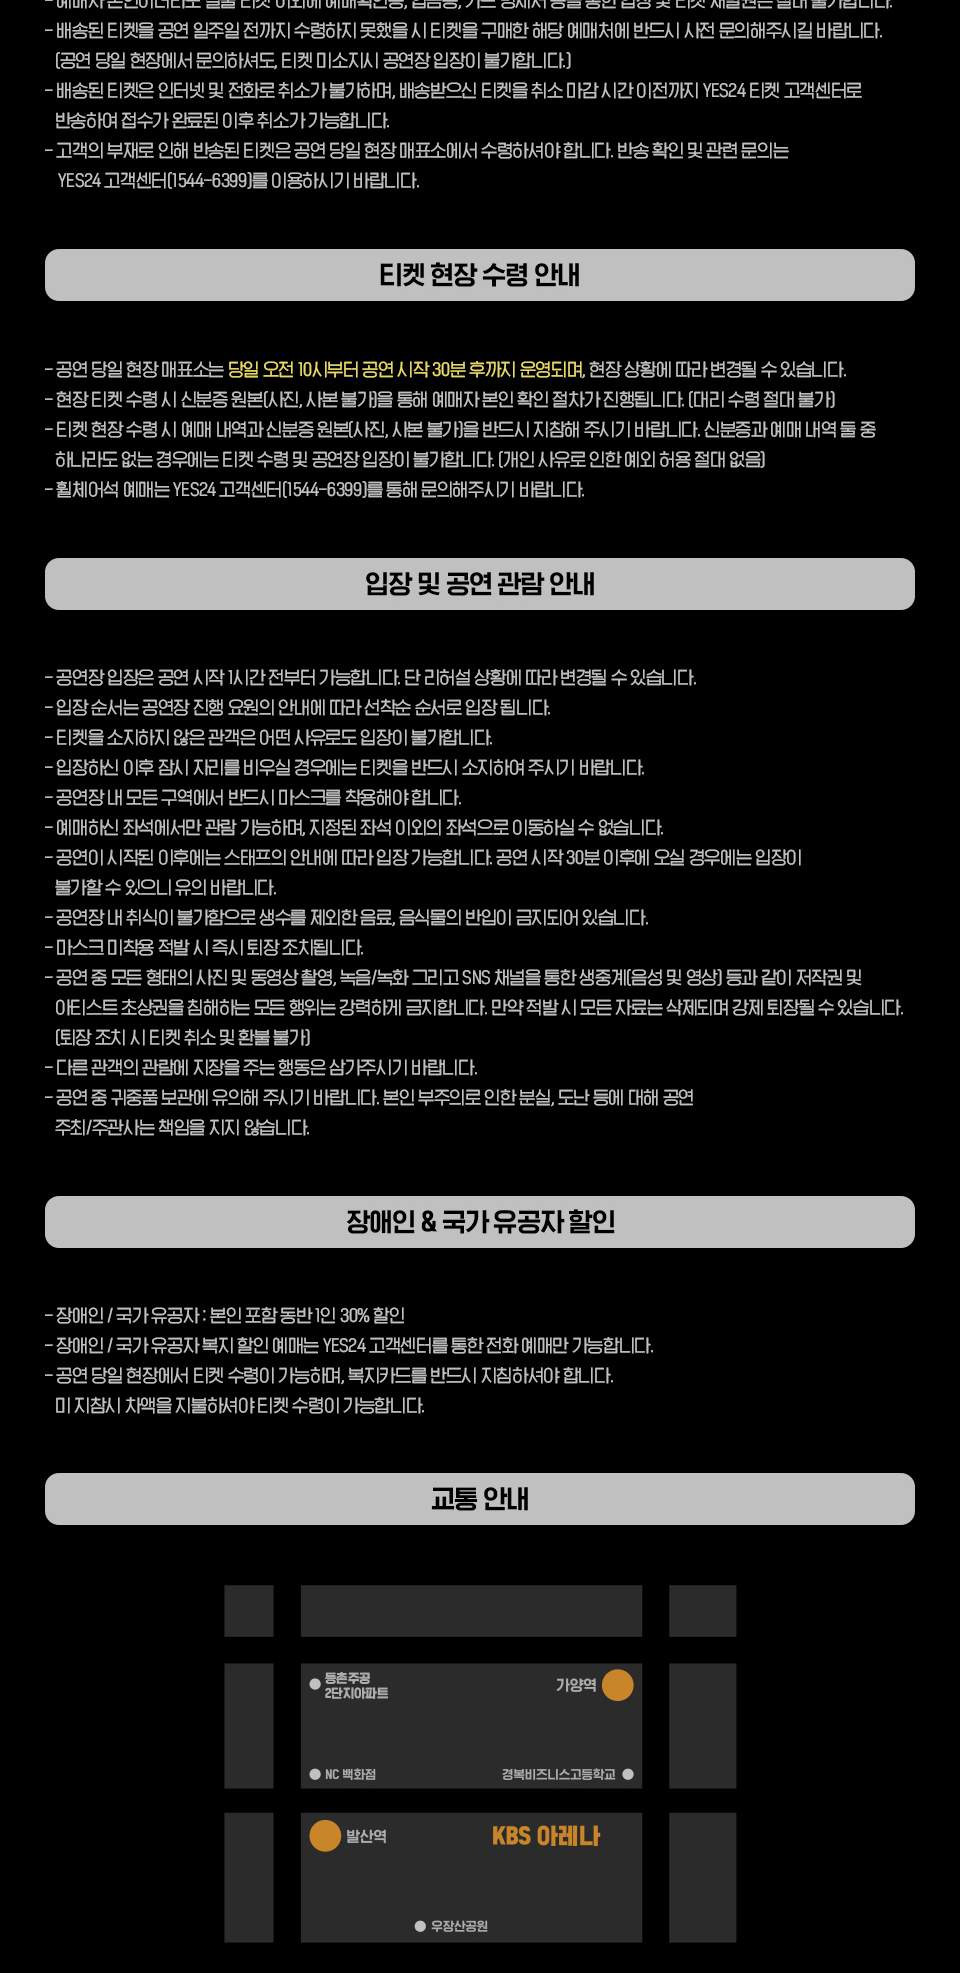 - 예매자 본인이더라도 실물 티켓 이외에 예매확인증, 입금증, 카드 명세서 등을 통한 입장 및 티켓 재발권은 절대 불가합니다.
- 배송된 티켓을 공연 일주일 전까지 수령하지 못했을 시 티켓을 구매한 해당 예매처에 반드시 사전 문의해주시길 바랍니다.
(공연 당일 현장에서 문의하셔도, 티켓 미소지시 공연장 입장이 불가합니다.)
- 배송된 티켓은 인터넷 및 전화로 취소가 불가하며, 배송받으신 티켓을 취소 마감 시간 이전까지 YES24 티켓 고객센터로
반송하여 접수가 완료된 이후 취소가 가능합니다.
- 고객의 부재로 인해 반송된 티켓은 공연 당일 현장 매표소에서 수령하셔야 합니다. 반송 확인 및 관련 문의는
YES24 고객센터(1544-6399)를 이용하시기 바랍니다.
티켓 현장 수령 안내
- 공연 당일 현장 매표소는 당일 오전 10시부터 공연 시작 30분 후까지 운영되며, 현장 상황에 따라 변경될 수 있습니다.
- 현장 티켓 수령 시 신분증 원본(사진, 사본 불가)을 통해 예매자 본인 확인 절차가 진행됩니다. (대리 수령 절대 불가)
- 티켓 현장 수령 시 예매 내역과 신분증 원본(사진, 사본 불가)을 반드시 지참해 주시기 바랍니다. 신분증과 예매 내역 둘 중
하나라도 없는 경우에는 티켓 수령 및 공연장 입장이 불가합니다. (개인 사유로 인한 예외 허용 절대 없음)
- 휠체어석 예매는 YES24 고객센터(1544-6399)를 통해 문의해주시기 바랍니다.
입장 및 공연 관람 안내
- 공연장 입장은 공연 시작 1시간 전부터 가능합니다. 단 리허설 상황에 따라 변경될 수 있습니다.
- 입장 순서는 공연장 진행 요원의 안내에 따라 선착순 순서로 입장 됩니다.
- 티켓을 소지하지 않은 관객은 어떤 사유로도 입장이 불가합니다.
- 입장하신 이후 잠시 자리를 비우실 경우에는 티켓을 반드시 소지하여 주시기 바랍니다.
- 공연장 내 모든 구역에서 반드시 마스크를 착용해야 합니다.
- 예매하신 좌석에서만 관람 가능하며, 지정된 좌석 이외의 좌석으로 이동하실 수 없습니다.
- 공연이 시작된 이후에는 스태프의 안내에 따라 입장 가능합니다. 공연 시작 30분 이후에 오실 경우에는 입장이
불가할 수 있으니 유의 바랍니다.
- 공연장 내 취식이 불가함으로 생수를 제외한 음료, 음식물의 반입이 금지되어 있습니다.
- 마스크 미착용 적발 시 즉시 퇴장 조치됩니다.
- 공연 중 모든 형태의 사진 및 동영상 촬영, 녹음/녹화 그리고 SNS 채널을 통한 생중계(음성 및 영상) 등과 같이 저작권 및
아티스트 초상권을 침해하는 모든 행위는 강력하게 금지합니다. 만약 적발 시 모든 자료는 삭제되며 강제 퇴장될 수 있습니다.
(퇴장 조치 시 티켓 취소 및 환불 불가)
- 다른 관객의 관람에 지장을 주는 행동은 삼가주시기 바랍니다.
- 공연 중 귀중품 보관에 유의해 주시기 바랍니다. 본인 부주의로 인한 분실, 도난 등에 대해 공연
주최/주관사는 책임을 지지 않습니다.
장애인 & 국가 유공자 할인
- 장애인 / 국가 유공자 : 본인 포함 동반 1인 30% 할인
- 장애인 / 국가 유공자 복지 할인 예매는 YES24 고객센터를 통한 전화 예매만 가능합니다.
- 공연 당일 현장에서 티켓 수령이 가능하며, 복지카드를 반드시 지참하셔야 합니다.
미 지참시 차액을 지불하셔야 티켓 수령이 가능합니다.
교통 안내
등촌주공
2단지아파트
가양역
NC 백화점
경복비즈니스고등학교
발산역
KBS 아레나
우장산공원